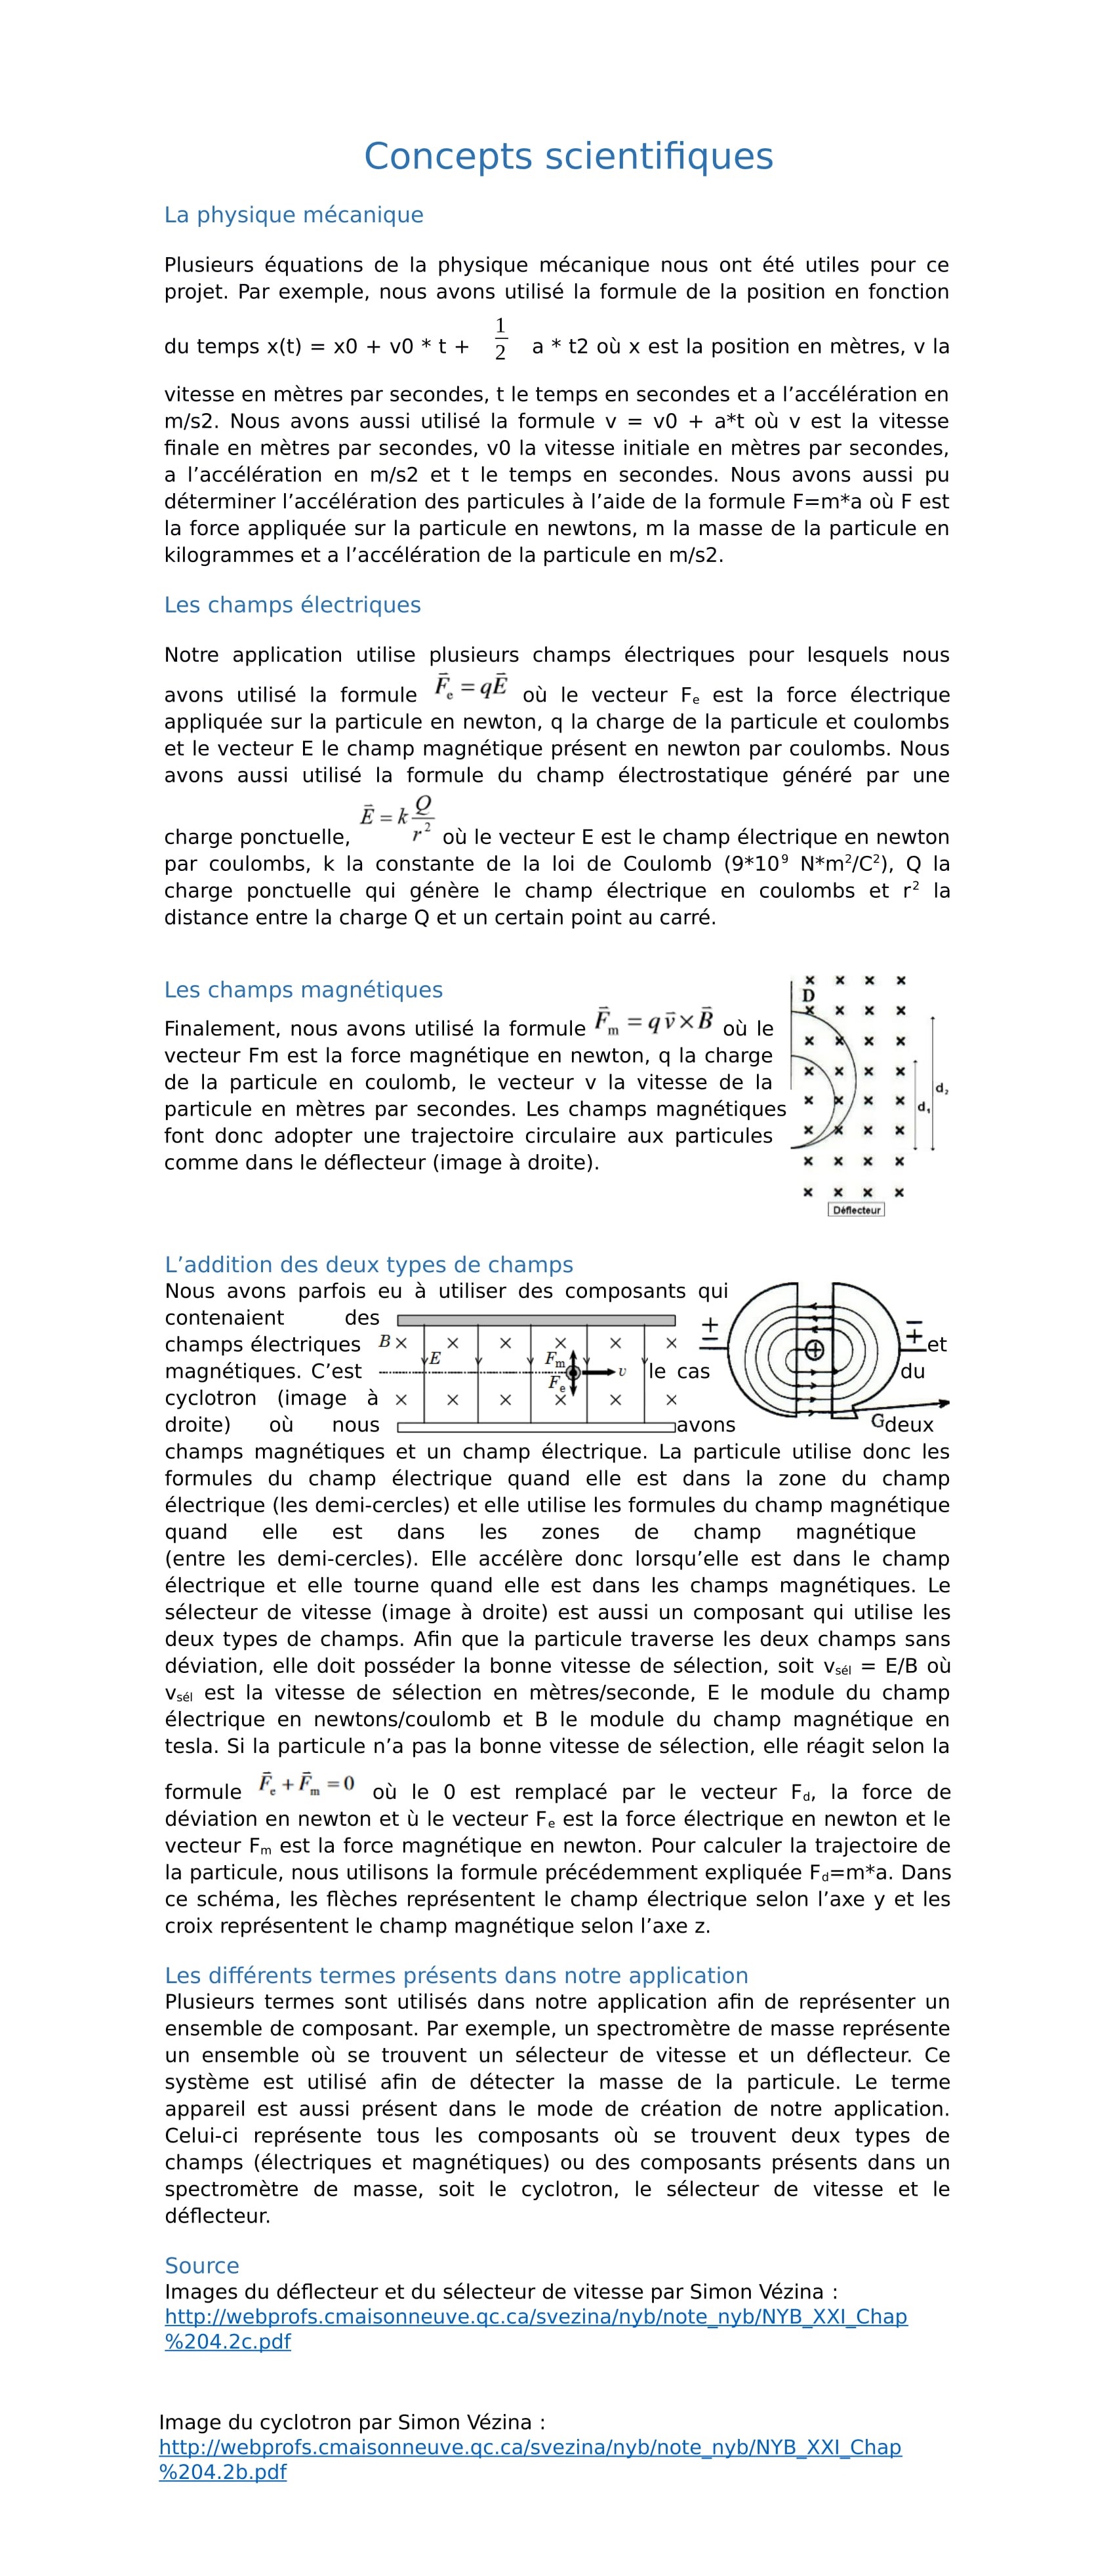 Concepts scientifiques
La physique mécanique
Plusieurs équations de la physique mécanique nous ont été utiles pour ce
projet. Par exemple, nous avons utilisé la formule de la position en fonction
du temps x(t) = x0 + v0 * t + 1/2 a * t2 où x est la position en mètres, v la
vitesse en mètres par secondes, t le temps en secondes et a l’accélération en
m/s2. Nous avons aussi utilisé la formule v = v0 + a*t où v est la vitesse
finale en mètres par secondes, v0 la vitesse initiale en mètres par secondes,
a l’accélération en m/s2 et t le temps en secondes. Nous avons aussi pu
déterminer l’accélération des particules à l’aide de la formule F=m*a où F est
la force appliquée sur la particule en newtons, m la masse de la particule en
kilogrammes et a l’accélération de la particule en m/s2.
Les champs électriques
Notre application utilise plusieurs champs électriques pour lesquels nous
avons utilisé la formule F⃗ₑ = qE⃗ où le vecteur Fₑ est la force électrique
appliquée sur la particule en newton, q la charge de la particule et coulombs
et le vecteur E le champ magnétique présent en newton par coulombs. Nous
avons aussi utilisé la formule du champ électrostatique généré par une
charge ponctuelle, E⃗ = k Q/r² où le vecteur E est le champ électrique en newton
par coulombs, k la constante de la loi de Coulomb (9*10⁹ N*m²/C²), Q la
charge ponctuelle qui génère le champ électrique en coulombs et r² la
distance entre la charge Q et un certain point au carré.
Les champs magnétiques
Finalement, nous avons utilisé la formule F⃗ₘ = qv⃗×B⃗ où le
vecteur Fm est la force magnétique en newton, q la charge
de la particule en coulomb, le vecteur v la vitesse de la
particule en mètres par secondes. Les champs magnétiques
font donc adopter une trajectoire circulaire aux particules
comme dans le déflecteur (image à droite).
D
d₂
d₁
Déflecteur
L’addition des deux types de champs
Nous avons parfois eu à utiliser des composants qui
contenaient des
champs électriques B E et
magnétiques. C’est Fₘ v le cas du
cyclotron (image à Fₑ
droite) où nous avons G deux
champs magnétiques et un champ électrique. La particule utilise donc les
formules du champ électrique quand elle est dans la zone du champ
électrique (les demi-cercles) et elle utilise les formules du champ magnétique
quand elle est dans les zones de champ magnétique
(entre les demi-cercles). Elle accélère donc lorsqu’elle est dans le champ
électrique et elle tourne quand elle est dans les champs magnétiques. Le
sélecteur de vitesse (image à droite) est aussi un composant qui utilise les
deux types de champs. Afin que la particule traverse les deux champs sans
déviation, elle doit posséder la bonne vitesse de sélection, soit vsél = E/B où
vsél est la vitesse de sélection en mètres/seconde, E le module du champ
électrique en newtons/coulomb et B le module du champ magnétique en
tesla. Si la particule n’a pas la bonne vitesse de sélection, elle réagit selon la
formule F⃗ₑ + F⃗ₘ = 0 où le 0 est remplacé par le vecteur Fd, la force de
déviation en newton et ù le vecteur Fₑ est la force électrique en newton et le
vecteur Fₘ est la force magnétique en newton. Pour calculer la trajectoire de
la particule, nous utilisons la formule précédemment expliquée Fd=m*a. Dans
ce schéma, les flèches représentent le champ électrique selon l’axe y et les
croix représentent le champ magnétique selon l’axe z.
Les différents termes présents dans notre application
Plusieurs termes sont utilisés dans notre application afin de représenter un
ensemble de composant. Par exemple, un spectromètre de masse représente
un ensemble où se trouvent un sélecteur de vitesse et un déflecteur. Ce
système est utilisé afin de détecter la masse de la particule. Le terme
appareil est aussi présent dans le mode de création de notre application.
Celui-ci représente tous les composants où se trouvent deux types de
champs (électriques et magnétiques) ou des composants présents dans un
spectromètre de masse, soit le cyclotron, le sélecteur de vitesse et le
déflecteur.
Source
Images du déflecteur et du sélecteur de vitesse par Simon Vézina :
http://webprofs.cmaisonneuve.qc.ca/svezina/nyb/note_nyb/NYB_XXI_Chap
%204.2c.pdf
Image du cyclotron par Simon Vézina :
http://webprofs.cmaisonneuve.qc.ca/svezina/nyb/note_nyb/NYB_XXI_Chap
%204.2b.pdf